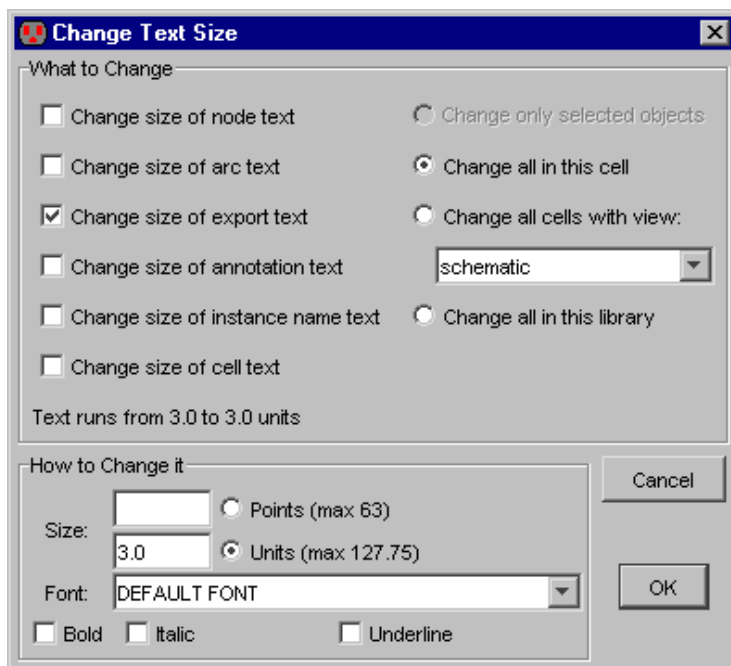 Change Text Size
What to Change
Change size of node text
Change only selected objects
Change size of arc text
Change all in this cell
Change size of export text
Change all cells with view:
Change size of annotation text
schematic
Change size of instance name text
Change all in this library
Change size of cell text
Text runs from 3.0 to 3.0 units
How to Change it
Cancel
Size:
Points (max 63)
3.0
Units (max 127.75)
Font:
DEFAULT FONT
OK
Bold
Italic
Underline